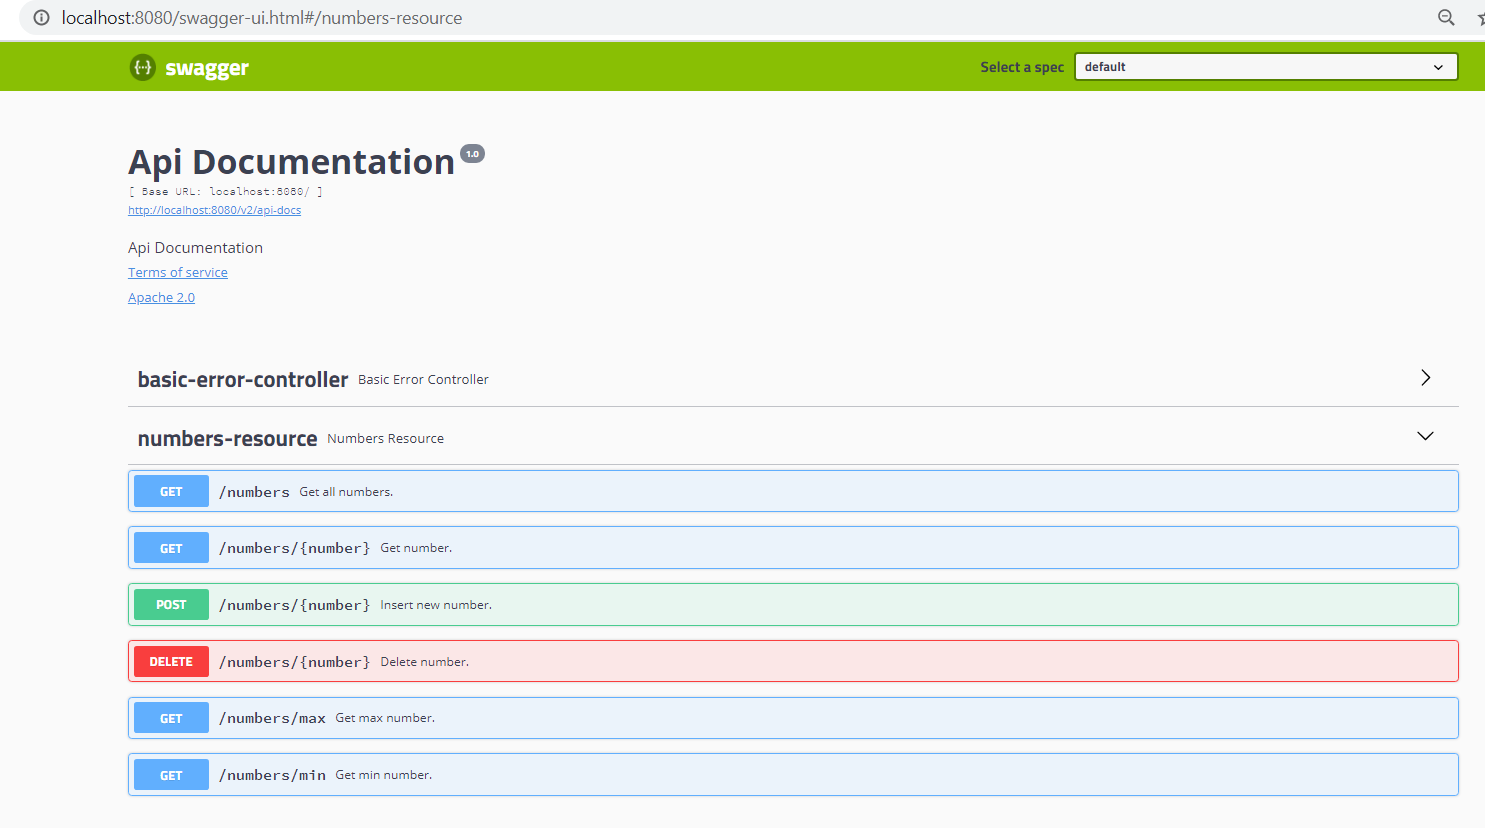 localhost:8080/swagger-ui.html#/numbers-resource
{...} swagger
Select a spec default
Api Documentation 1.0
[ Base URL: localhost:8080/ ]
http://localhost:8080/v2/api-docs
Api Documentation
Terms of service
Apache 2.0
basic-error-controller Basic Error Controller
numbers-resource Numbers Resource
GET /numbers Get all numbers.
GET /numbers/{number} Get number.
POST /numbers/{number} Insert new number.
DELETE /numbers/{number} Delete number.
GET /numbers/max Get max number.
GET /numbers/min Get min number.